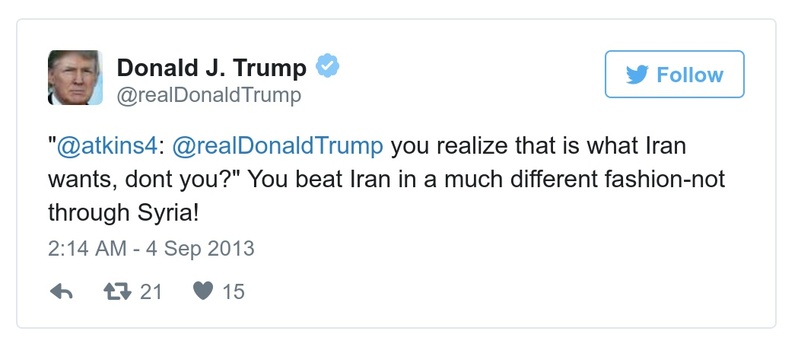 Donald J. Trump
@realDonaldTrump
Follow
"@atkins4: @realDonaldTrump you realize that is what Iran
wants, dont you?" You beat Iran in a much different fashion-not
through Syria!
2:14 AM - 4 Sep 2013
21 15